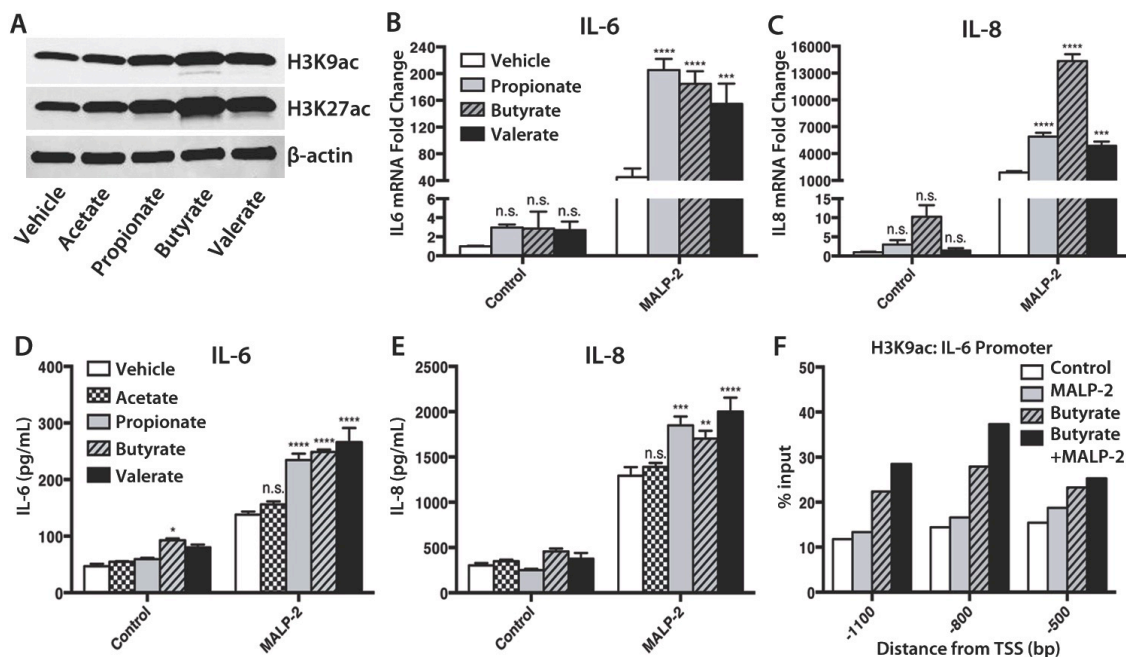 A
H3K9ac
H3K27ac
β-actin
Vehicle
Acetate
Propionate
Butyrate
Valerate
B
IL-6
IL6 mRNA Fold Change
240
200
160
120
80
40
6
4
2
0
Vehicle
Propionate
Butyrate
Valerate
n.s.
n.s.
n.s.
****
****
***
Control
MALP-2
C
IL-8
IL8 mRNA Fold Change
16000
13000
10000
7000
4000
1000
15
10
5
0
n.s.
n.s.
n.s.
****
****
***
Control
MALP-2
D
IL-6
IL-6 (pg/mL)
400
300
200
100
0
Vehicle
Acetate
Propionate
Butyrate
Valerate
*
n.s.
****
****
****
Control
MALP-2
E
IL-8
IL-8 (pg/mL)
2500
2000
1500
1000
500
0
n.s.
***
**
****
Control
MALP-2
F
H3K9ac: IL-6 Promoter
% input
50
40
30
20
10
0
Control
MALP-2
Butyrate
Butyrate
+MALP-2
-1100
-800
-500
Distance from TSS (bp)